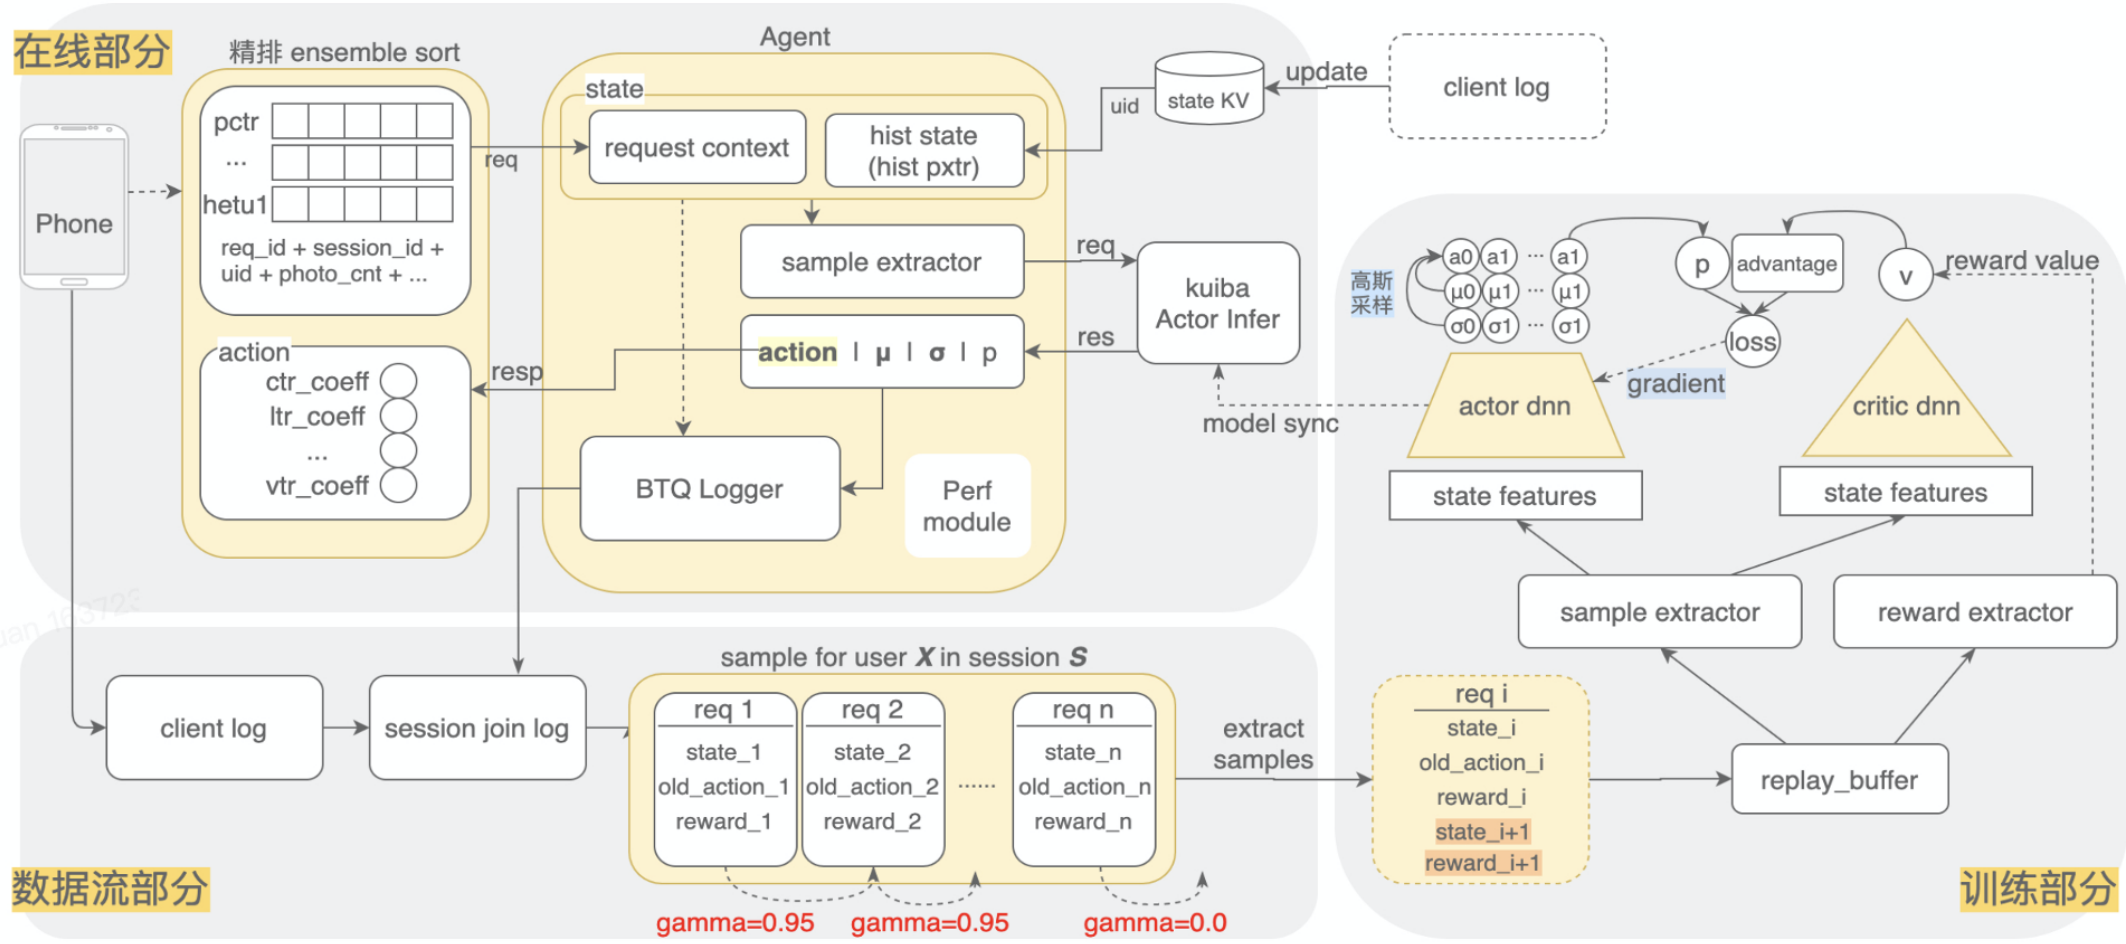 在线部分
精排 ensemble sort
Agent
Phone
pctr
...
hetu1
req_id + session_id +
uid + photo_cnt + ...
action
ctr_coeff
ltr_coeff
...
vtr_coeff
req
resp
state
request context
hist state
(hist pxtr)
sample extractor
action | μ | σ | p
BTQ Logger
Perf
module
uid
state KV
update
client log
req
res
kuiba
Actor Infer
model sync
高斯
采样
a0 a1 ... a1
μ0 μ1 ... μ1
σ0 σ1 ... σ1
p
advantage
v
reward value
loss
gradient
actor dnn
critic dnn
state features
state features
sample extractor
reward extractor
client log
session join log
sample for user X in session S
req 1
state_1
old_action_1
reward_1
req 2
state_2
old_action_2
reward_2
......
req n
state_n
old_action_n
reward_n
gamma=0.95
gamma=0.95
gamma=0.0
extract
samples
req i
state_i
old_action_i
reward_i
state_i+1
reward_i+1
replay_buffer
数据流部分
训练部分